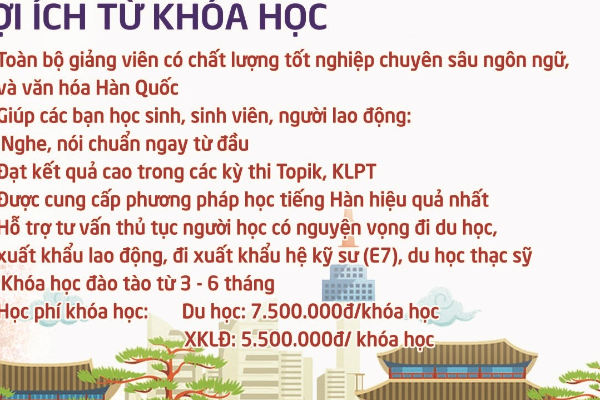 ỢI ÍCH TỪ KHÓA HỌC
Toàn bộ giảng viên có chất lượng tốt nghiệp chuyên sâu ngôn ngữ,
và văn hóa Hàn Quốc
Giúp các bạn học sinh, sinh viên, người lao động:
Nghe, nói chuẩn ngay từ đầu
Đạt kết quả cao trong các kỳ thi Topik, KLPT
Được cung cấp phương pháp học tiếng Hàn hiệu quả nhất
Hỗ trợ tư vấn thủ tục người học có nguyện vọng đi du học,
xuất khẩu lao động, đi xuất khẩu hệ kỹ sư (E7), du học thạc sỹ
Khóa học đào tào từ 3 - 6 tháng
Học phí khóa học: Du học: 7.500.000đ/khóa học
XKLĐ: 5.500.000đ/ khóa học